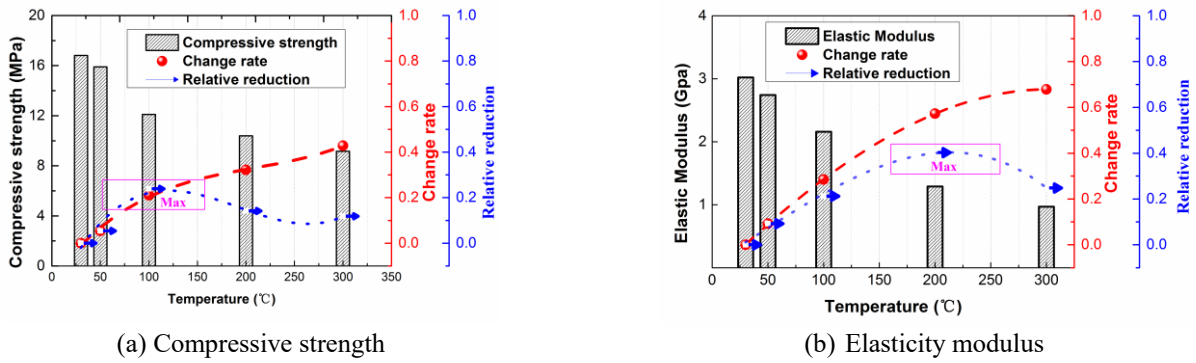 20
16
12
8
4
0
Compressive strength (MPa)
Compressive strength
Change rate
Relative reduction
Max
0 50 100 150 200 250 300 350
Temperature (℃)
1.0
0.8
0.6
0.4
0.2
0.0
Change rate
1.0
0.8
0.6
0.4
0.2
0.0
Relative reduction
(a) Compressive strength
4
3
2
1
Elastic Modulus (Gpa)
Elastic Modulus
Change rate
Relative reduction
Max
0 50 100 150 200 250 300
Temperature (℃)
1.0
0.8
0.6
0.4
0.2
0.0
Change rate
1.0
0.8
0.6
0.4
0.2
0.0
Relative reduction
(b) Elasticity modulus